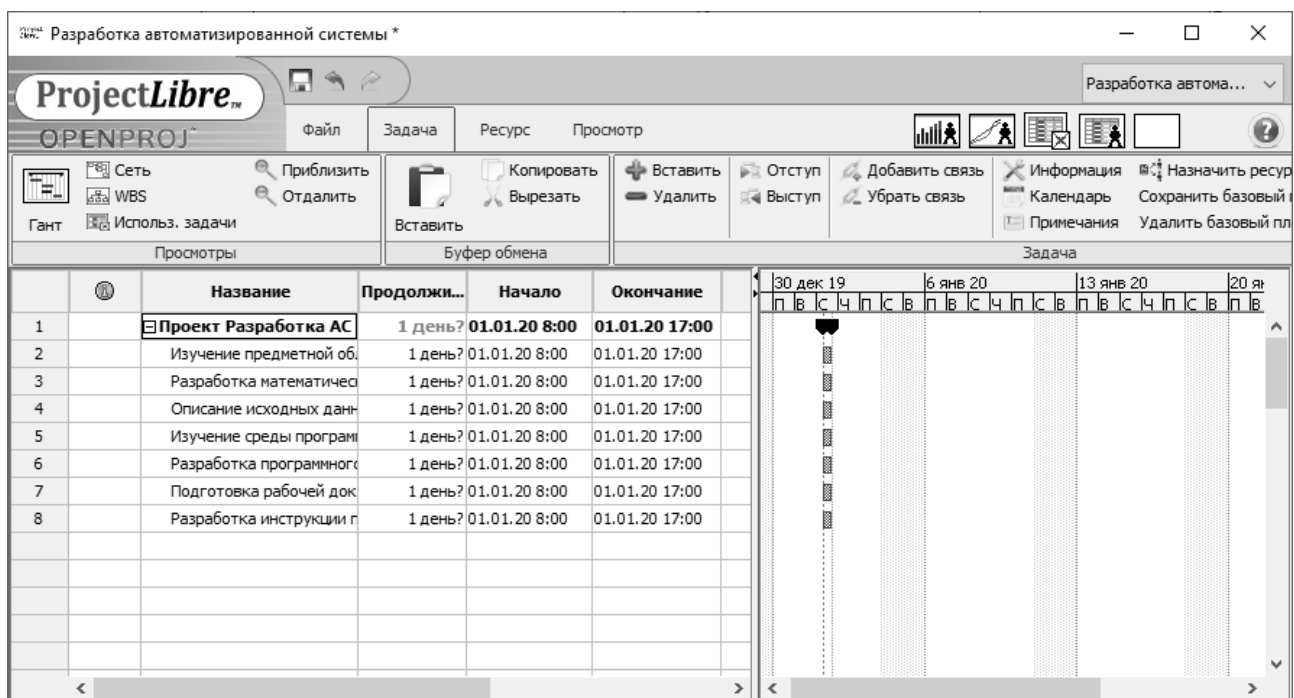 Разработка автоматизированной системы *
ProjectLibre™
OPENPROJ
Разработка автома...
Файл Задача Ресурс Просмотр
Сеть Приблизить Копировать Вставить Отступ Добавить связь Информация Назначить ресур
WBS Отдалить Вырезать Удалить Выступ Убрать связь Календарь Сохранить базовый
Гант Использ. задачи Вставить Примечания Удалить базовый пл
Просмотры Буфер обмена Задача
Название Продолжи... Начало Окончание 30 дек 19 6 янв 20 13 янв 20 20 ян
П В С Ч П С В П В С Ч П С В П В С Ч П С В П В
1 Проект Разработка АС 1 день? 01.01.20 8:00 01.01.20 17:00
2 Изучение предметной об. 1 день? 01.01.20 8:00 01.01.20 17:00
3 Разработка математичес 1 день? 01.01.20 8:00 01.01.20 17:00
4 Описание исходных данн 1 день? 01.01.20 8:00 01.01.20 17:00
5 Изучение среды програм 1 день? 01.01.20 8:00 01.01.20 17:00
6 Разработка программног 1 день? 01.01.20 8:00 01.01.20 17:00
7 Подготовка рабочей док 1 день? 01.01.20 8:00 01.01.20 17:00
8 Разработка инструкции п 1 день? 01.01.20 8:00 01.01.20 17:00